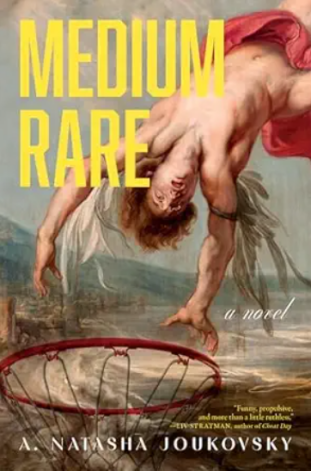 MEDIUM
RARE
a novel
"Funny, propulsive,
and more than a little ruthless."
—LIV STRATMAN, author of Cheat Day
A. NATASHA JOUKOVSKY